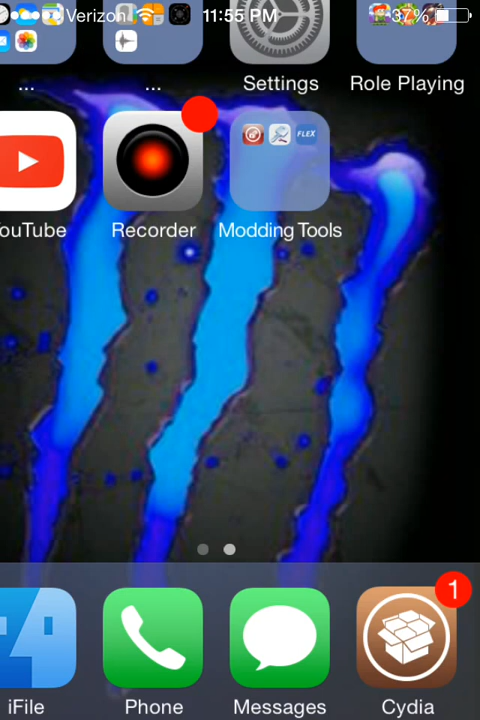 Verizon 11:55 PM 37%
...
...
Settings
Role Playing
FLEX
ouTube
Recorder
Modding Tools
1
iFile
Phone
Messages
Cydia